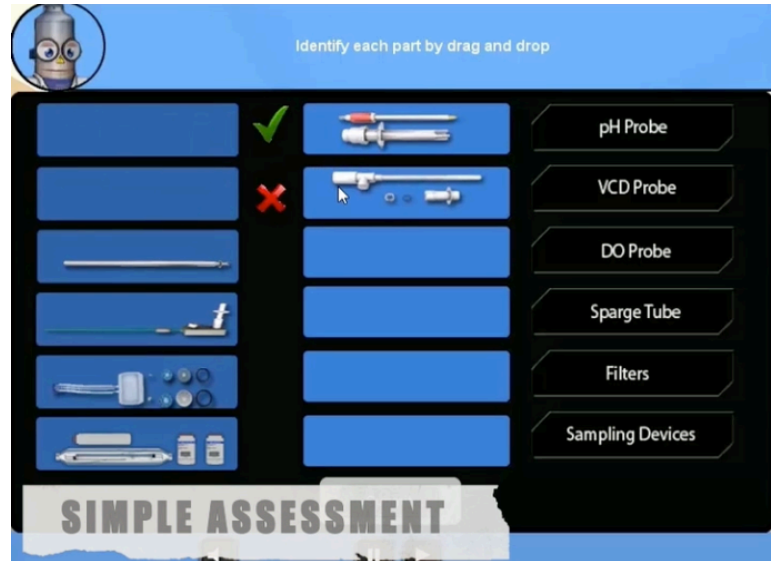 Identify each part by drag and drop
pH Probe
VCD Probe
DO Probe
Sparge Tube
Filters
Sampling Devices
SIMPLE ASSESSMENT